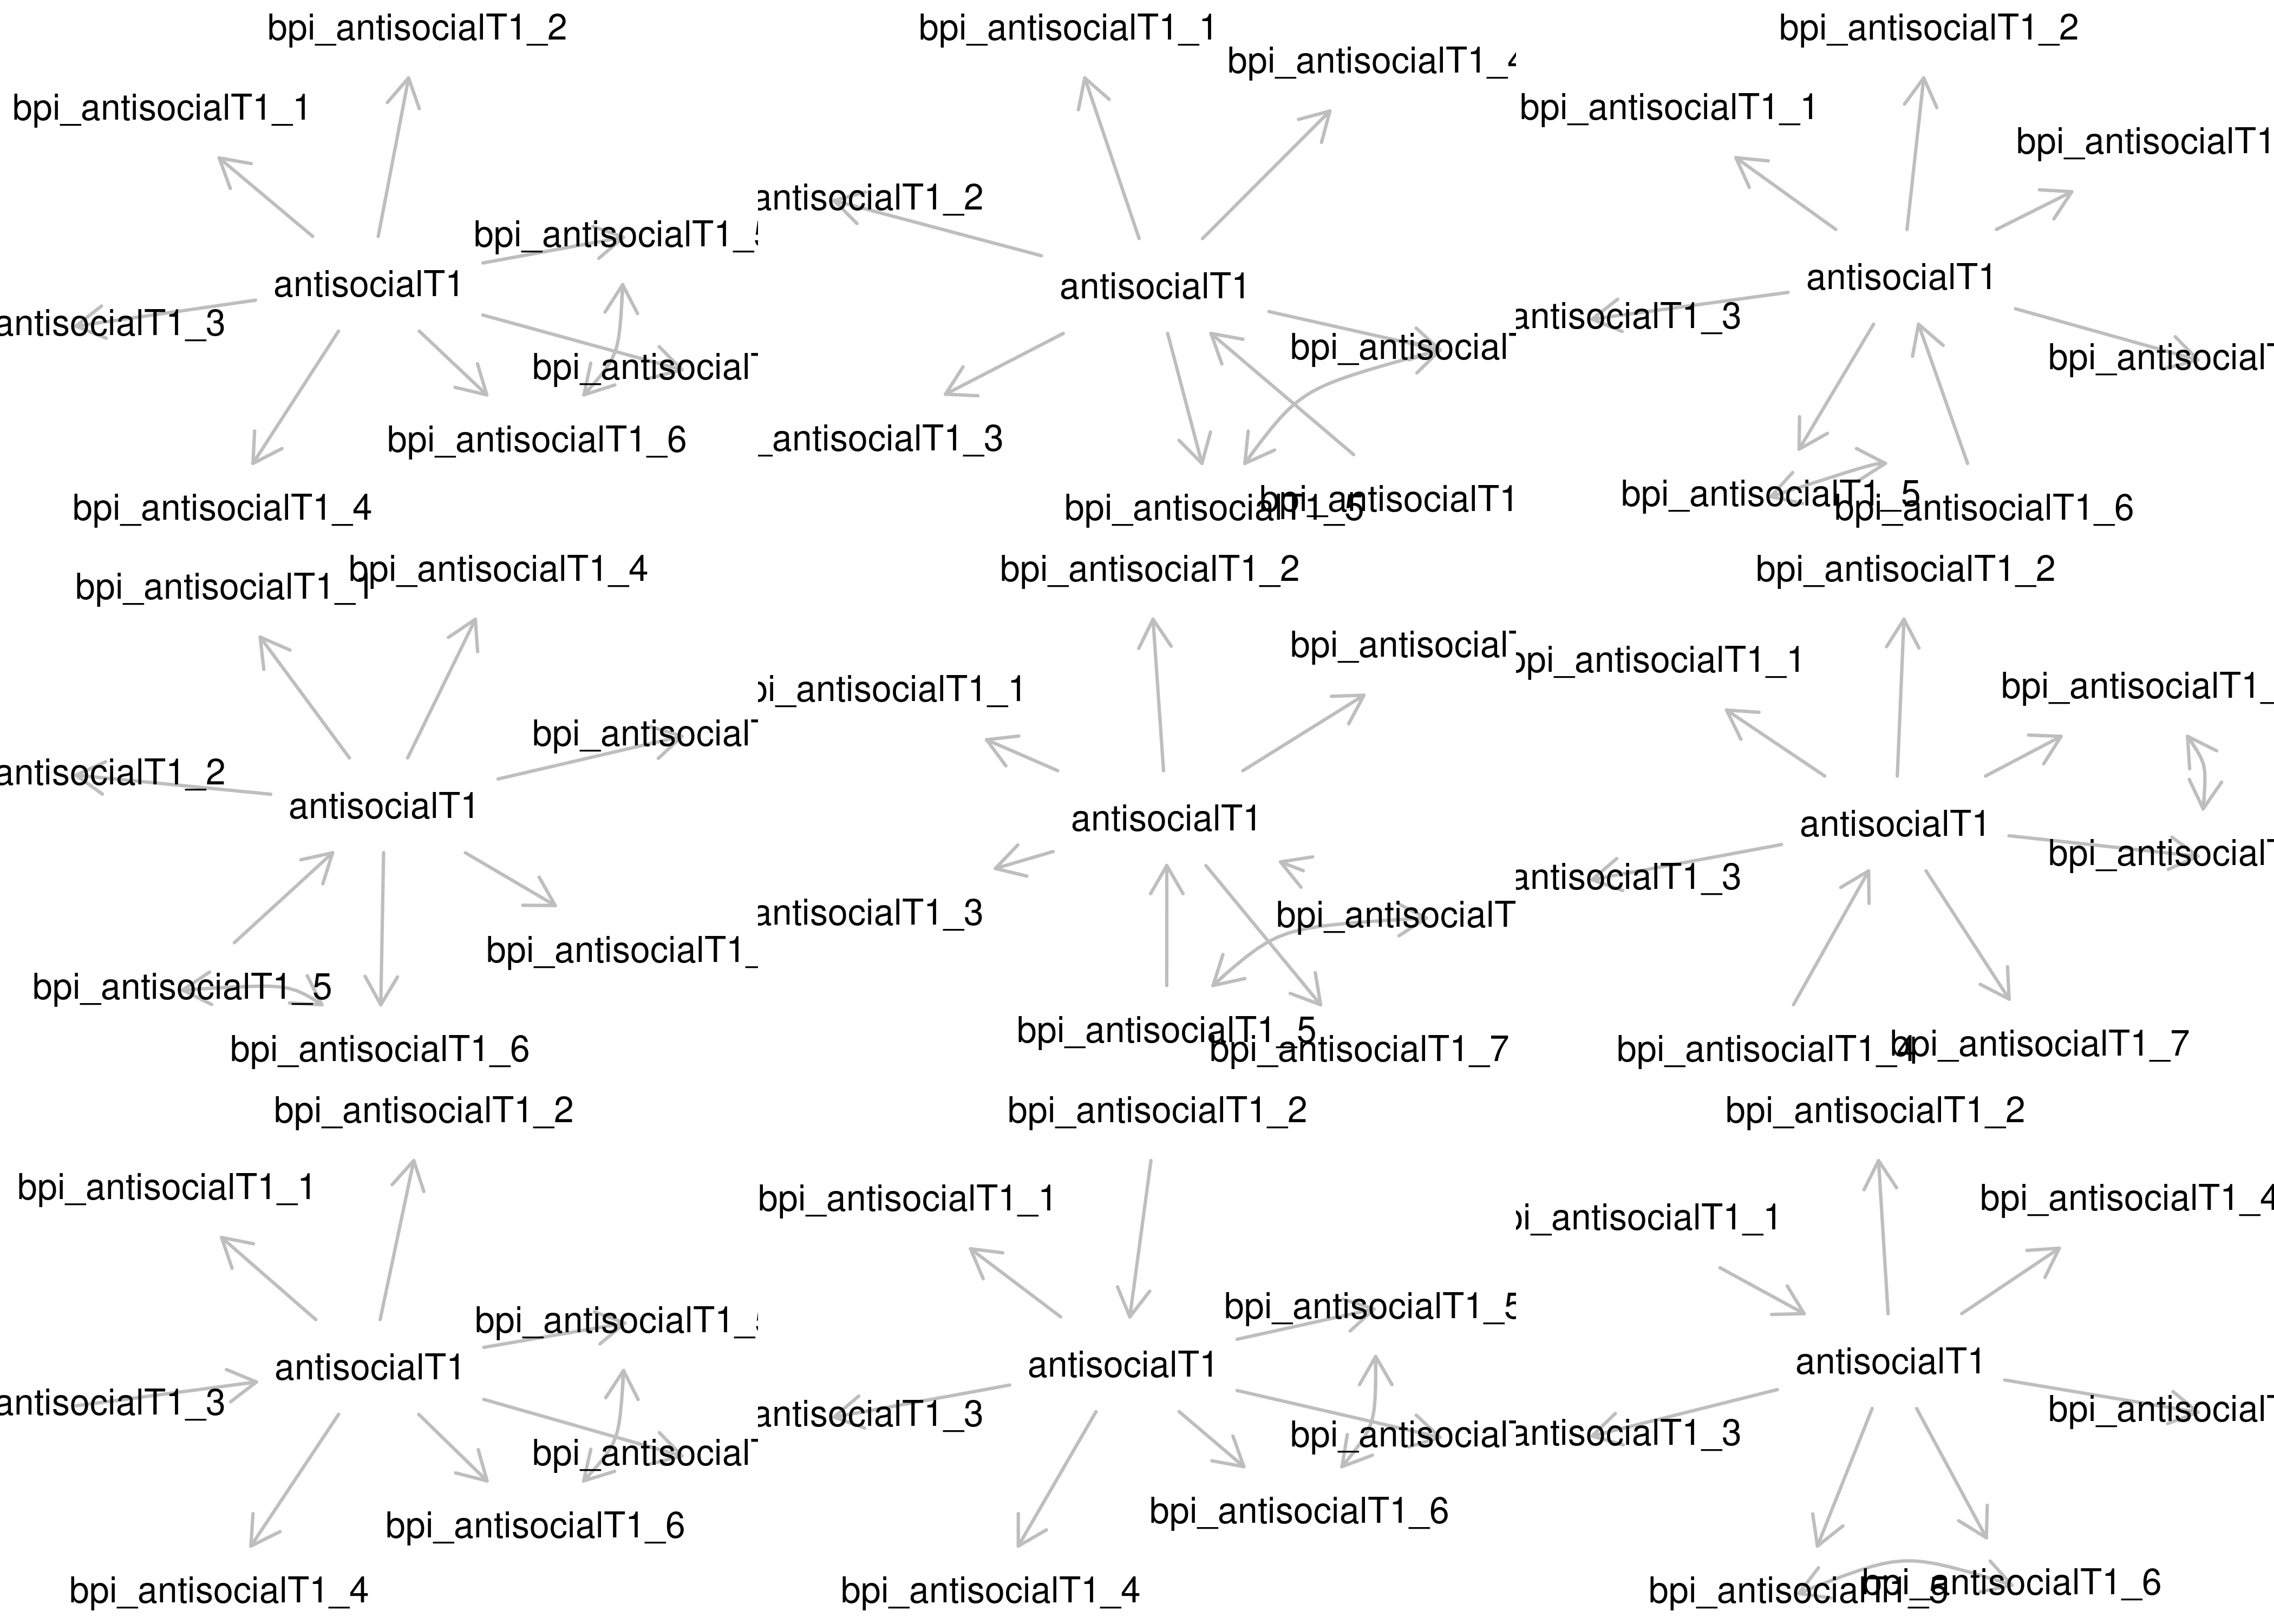 bpi_antisocialT1_2
bpi_antisocialT1_1
bpi_antisocialT1_5
antisocialT1
antisocialT1_3
bpi_antisocialT
bpi_antisocialT1_6
bpi_antisocialT1_4
bpi_antisocialT1_1
bpi_antisocialT1_4
antisocialT1_2
antisocialT1
bpi_antisocialT
_antisocialT1_3
bpi_antisocialT1_5
bpi_antisocialT1
bpi_antisocialT1_2
bpi_antisocialT1_1
bpi_antisocialT1
antisocialT1
antisocialT1_3
bpi_antisocialT
bpi_antisocialT1_5
bpi_antisocialT1_6
bpi_antisocialT1_4
bpi_antisocialT1_1
bpi_antisocialT
antisocialT1_2
antisocialT1
bpi_antisocialT1_
bpi_antisocialT1_5
bpi_antisocialT1_6
bpi_antisocialT1_2
bpi_antisocialT
pi_antisocialT1_1
antisocialT1
antisocialT1_3
bpi_antisocialT
bpi_antisocialT1_5
bpi_antisocialT1_7
bpi_antisocialT1_2
bpi_antisocialT1_1
bpi_antisocialT1_
antisocialT1
bpi_antisocialT
antisocialT1_3
bpi_antisocialT1_4
bpi_antisocialT1_7
bpi_antisocialT1_2
bpi_antisocialT1_1
bpi_antisocialT1_5
antisocialT1
antisocialT1_3
bpi_antisocialT
bpi_antisocialT1_6
bpi_antisocialT1_4
bpi_antisocialT1_2
bpi_antisocialT1_1
bpi_antisocialT1_5
antisocialT1
antisocialT1_3
bpi_antisocialT
bpi_antisocialT1_6
bpi_antisocialT1_4
bpi_antisocialT1_2
bpi_antisocialT1_4
pi_antisocialT1_1
antisocialT1
bpi_antisocialT
antisocialT1_3
bpi_antisocialT1_5
bpi_antisocialT1_6